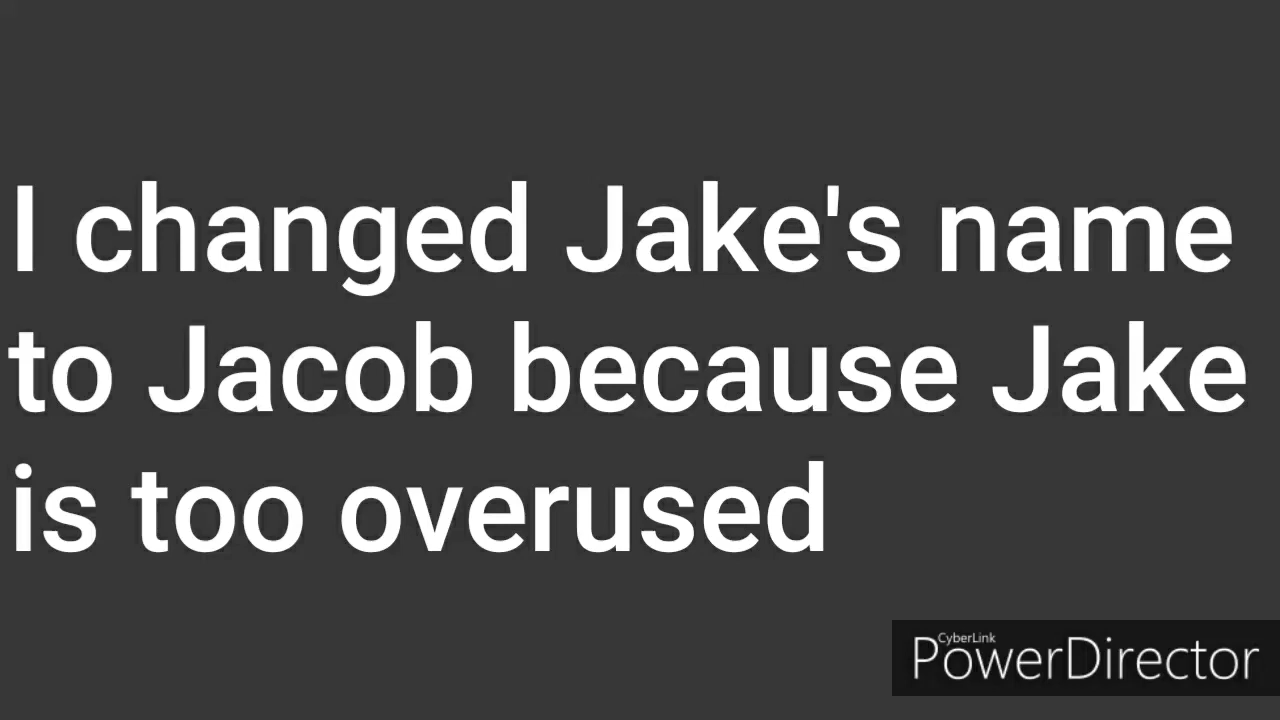 I changed Jake's name
to Jacob because Jake
is too overused
CyberLink
PowerDirector